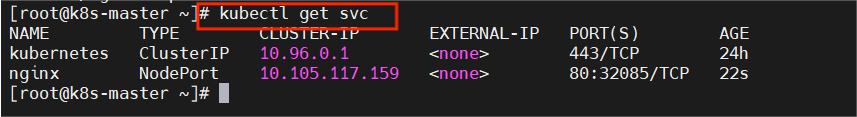 [root@k8s-master ~]# kubectl get svc
NAME         TYPE        CLUSTER-IP       EXTERNAL-IP   PORT(S)        AGE
kubernetes   ClusterIP   10.96.0.1        <none>        443/TCP        24h
nginx        NodePort    10.105.117.159   <none>        80:32085/TCP   22s
[root@k8s-master ~]#